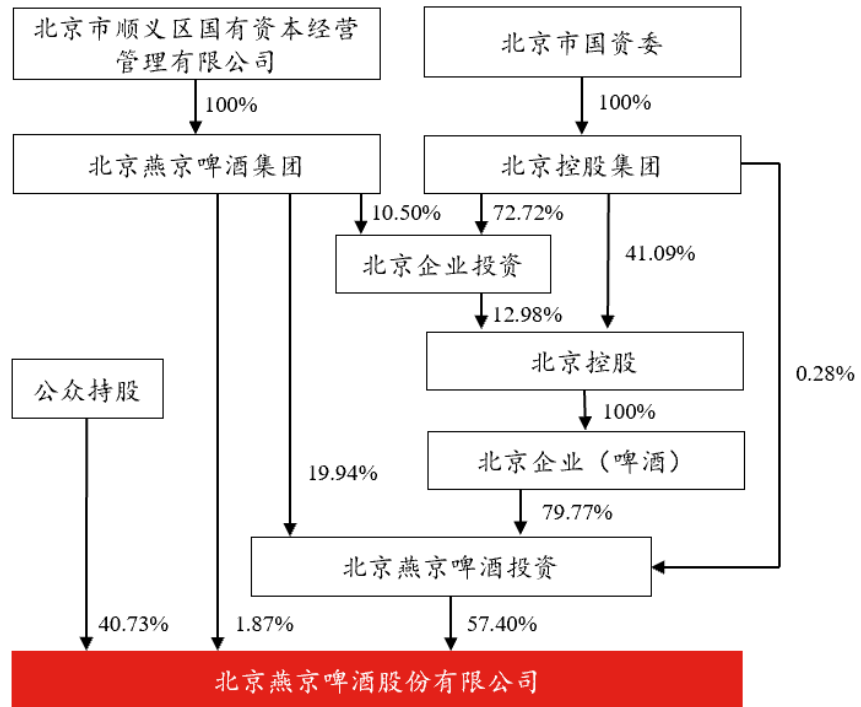 北京市顺义区国有资本经营
管理有限公司
北京市国资委
100%
100%
北京燕京啤酒集团
北京控股集团
10.50%
72.72%
北京企业投资
41.09%
12.98%
北京控股
0.28%
公众持股
100%
北京企业（啤酒）
19.94%
79.77%
北京燕京啤酒投资
40.73%
1.87%
57.40%
北京燕京啤酒股份有限公司